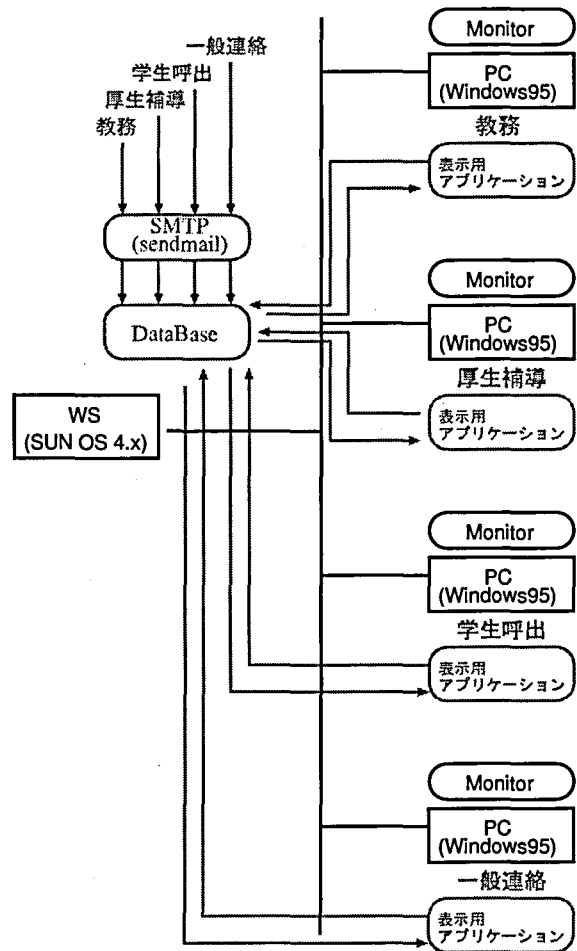 一般連絡
学生呼出
厚生補導
教務
SMTP
(sendmail)
DataBase
WS
(SUN OS 4.x)
Monitor
PC
(Windows95)
教務
表示用
アプリケーション
Monitor
PC
(Windows95)
厚生補導
表示用
アプリケーション
Monitor
PC
(Windows95)
学生呼出
表示用
アプリケーション
Monitor
PC
(Windows95)
一般連絡
表示用
アプリケーション